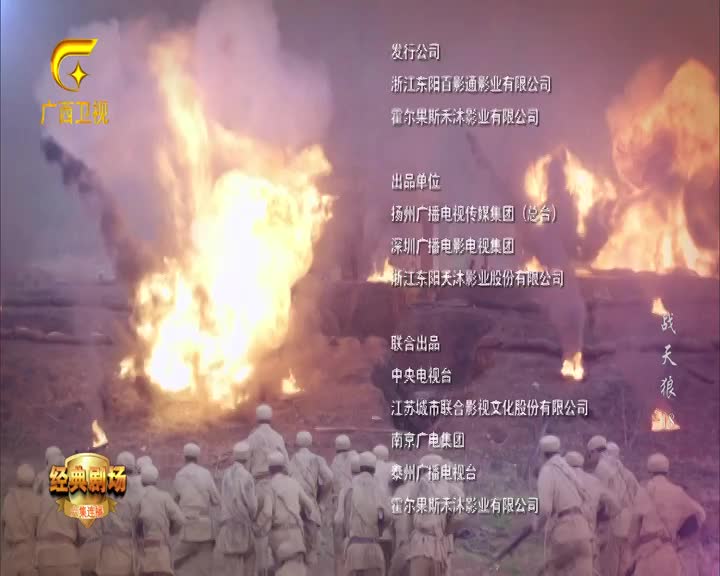 广西卫视
发行公司
浙江东阳百影通影业有限公司
霍尔果斯禾沐影业有限公司
出品单位
扬州广播电视传媒集团（总台）
深圳广播电影电视集团
浙江东阳天沐影业股份有限公司
联合出品
中央电视台
江苏城市联合影视文化股份有限公司
南京广电集团
泰州广播电视台
霍尔果斯禾沐影业有限公司
战天狼
经典剧场
六集连播